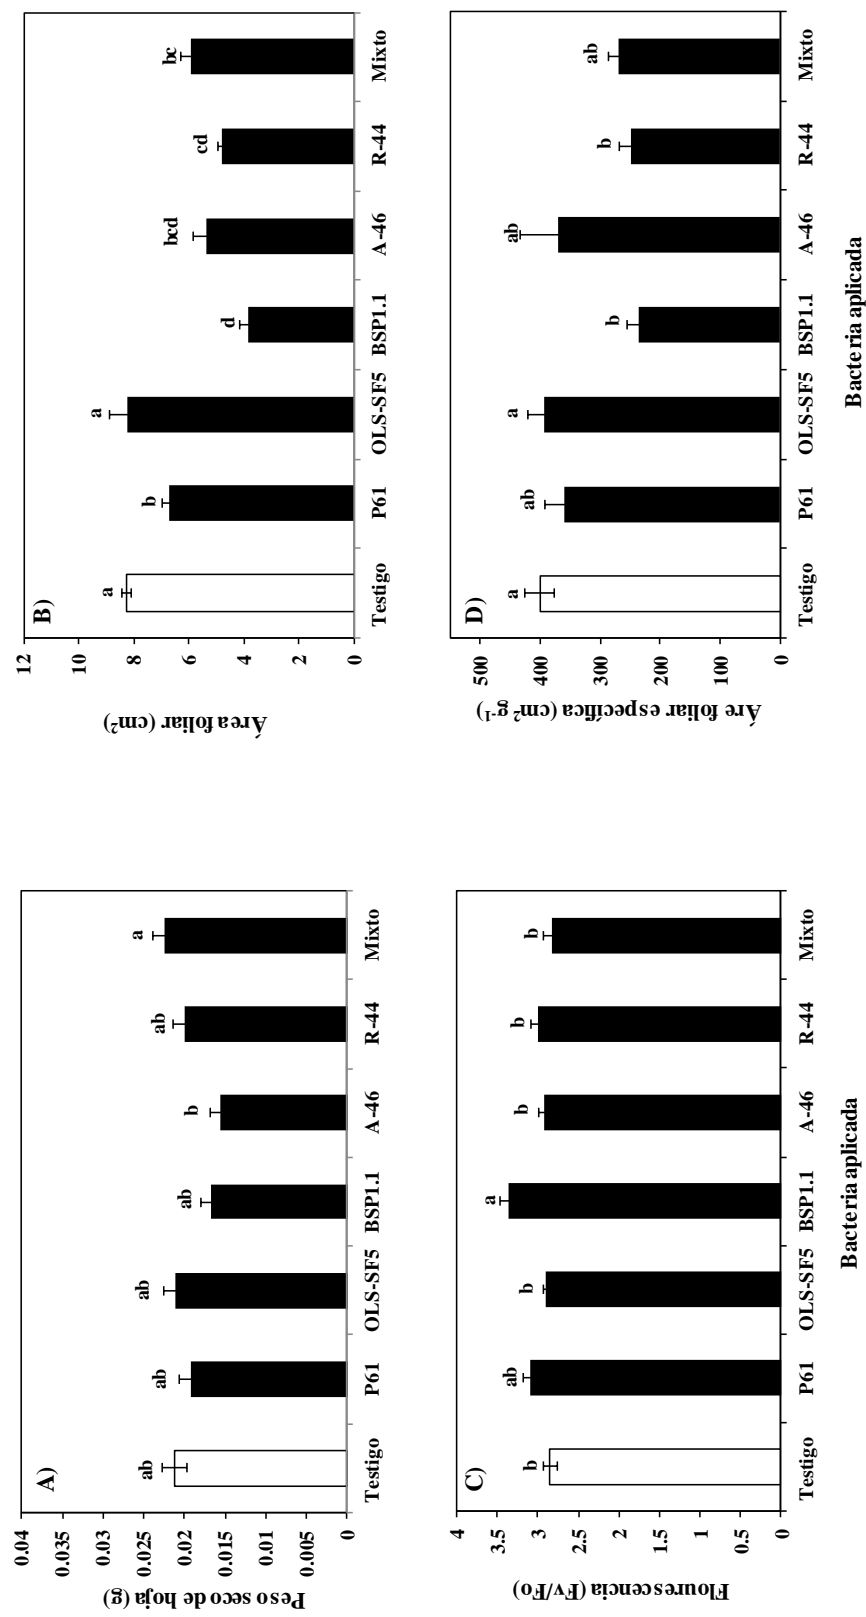 A)
Peso seco de hoja (g)
0.04
0.035
0.03
0.025
0.02
0.015
0.01
0.005
0
ab
ab
ab
ab
b
ab
a
Testigo
P61
OLS-SF5
BSP1.1
A-46
R-44
Mixto
B)
Área foliar (cm²)
12
10
8
6
4
2
0
a
b
a
d
bcd
cd
bc
Testigo
P61
OLS-SF5
BSP1.1
A-46
R-44
Mixto
C)
Flourescencia (Fv/Fo)
4
3.5
3
2.5
2
1.5
1
0.5
0
b
ab
b
a
b
b
b
Testigo
P61
OLS-SF5
BSP1.1
A-46
R-44
Mixto
Bacteria aplicada
D)
Áre foliar específica (cm² g⁻¹)
500
400
300
200
100
0
a
ab
a
b
ab
b
ab
Testigo
P61
OLS-SF5
BSP1.1
A-46
R-44
Mixto
Bacteria aplicada